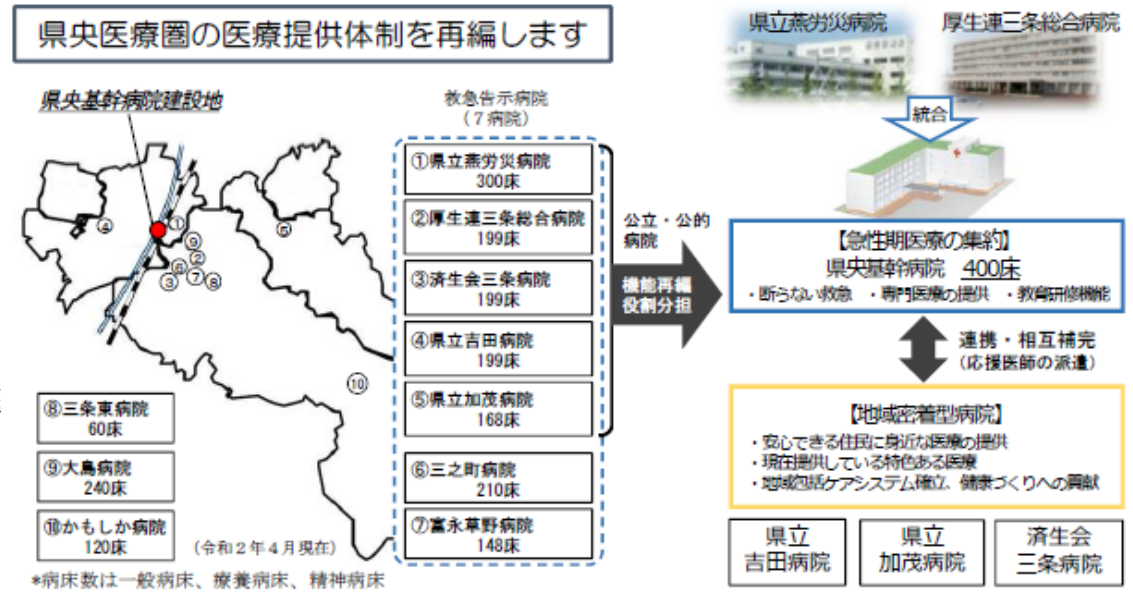 県央医療圏の医療提供体制を再編します
県央基幹病院建設地
救急告示病院
(7病院)
①県立燕労災病院
300床
②厚生連三条総合病院
199床
③済生会三条病院
199床
④県立吉田病院
199床
⑤県立加茂病院
168床
⑥三之町病院
210床
⑦富永草野病院
148床
④
①
⑨
②
⑥
③
⑦
⑧
⑤
⑩
⑧三条東病院
60床
⑨大島病院
240床
⑩かもしか病院
120床
(令和2年4月現在)
*病床数は一般病床、療養病床、精神病床
公立・公的
病院
機能再編
役割分担
県立燕労災病院
厚生連三条総合病院
統合
【急性期医療の集約】
県央基幹病院 400床
・断らない救急 ・専門医療の提供 ・教育研修機能
連携・相互補完
(応援医師の派遣)
【地域密着型病院】
・安心できる住民に身近な医療の提供
・現在提供している特色ある医療
・地域包括ケアシステム確立、健康づくりへの貢献
県立
吉田病院
県立
加茂病院
済生会
三条病院